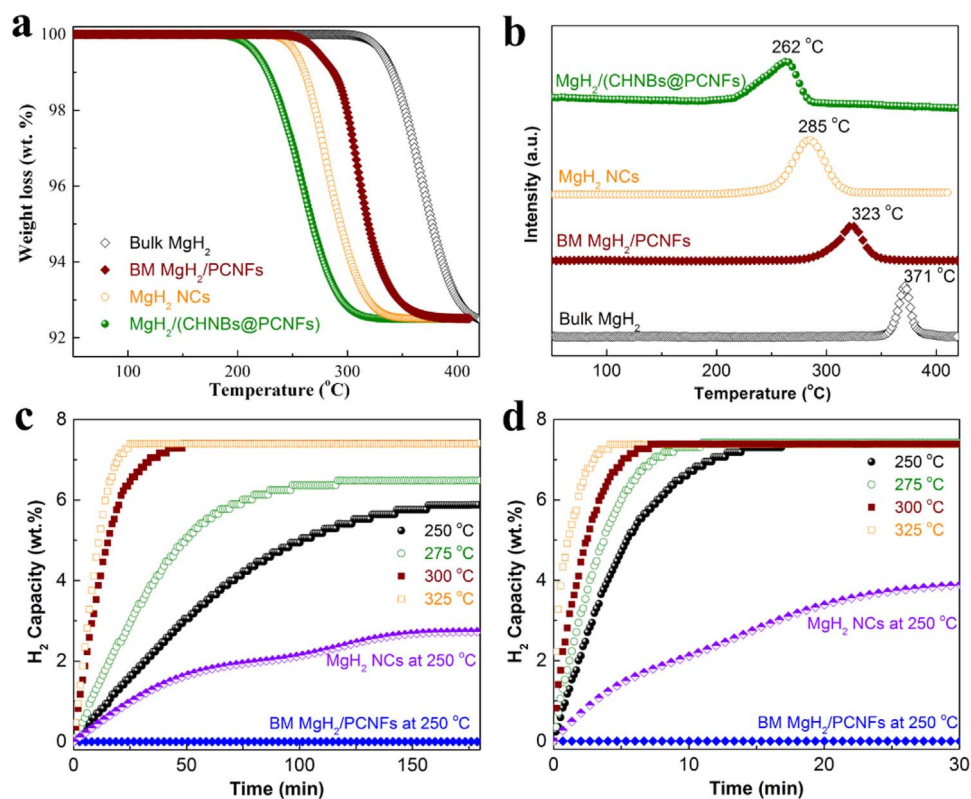 a
100
98
96
94
92
Weight loss (wt. %)
Bulk MgH₂
BM MgH₂/PCNFs
MgH₂ NCs
MgH₂/(CHNBs@PCNFs)
100
200
300
400
Temperature (°C)
b
262 °C
MgH₂/(CHNBs@PCNFs)
285 °C
MgH₂ NCs
323 °C
BM MgH₂/PCNFs
371 °C
Bulk MgH₂
Intensity (a.u.)
100
200
300
400
Temperature (°C)
c
8
6
4
2
0
H₂ Capacity (wt.%)
250 °C
275 °C
300 °C
325 °C
MgH₂ NCs at 250 °C
BM MgH₂/PCNFs at 250 °C
0
50
100
150
Time (min)
d
8
6
4
2
0
H₂ Capacity (wt.%)
250 °C
275 °C
300 °C
325 °C
MgH₂ NCs at 250 °C
BM MgH₂/PCNFs at 250 °C
0
10
20
30
Time (min)